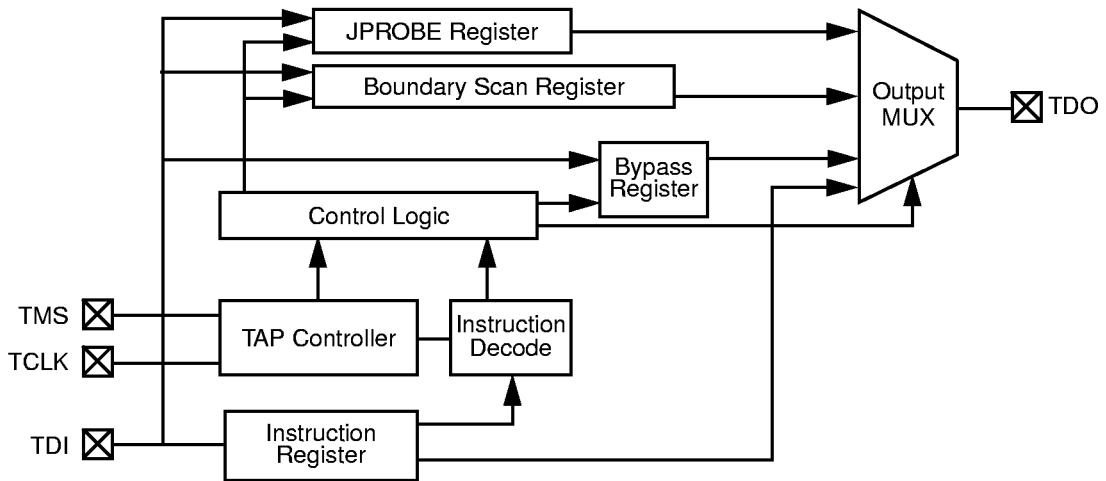 JPROBE Register
Boundary Scan Register
Output
MUX
TDO
Bypass
Register
Control Logic
TMS
TCLK
TAP Controller
Instruction
Decode
TDI
Instruction
Register